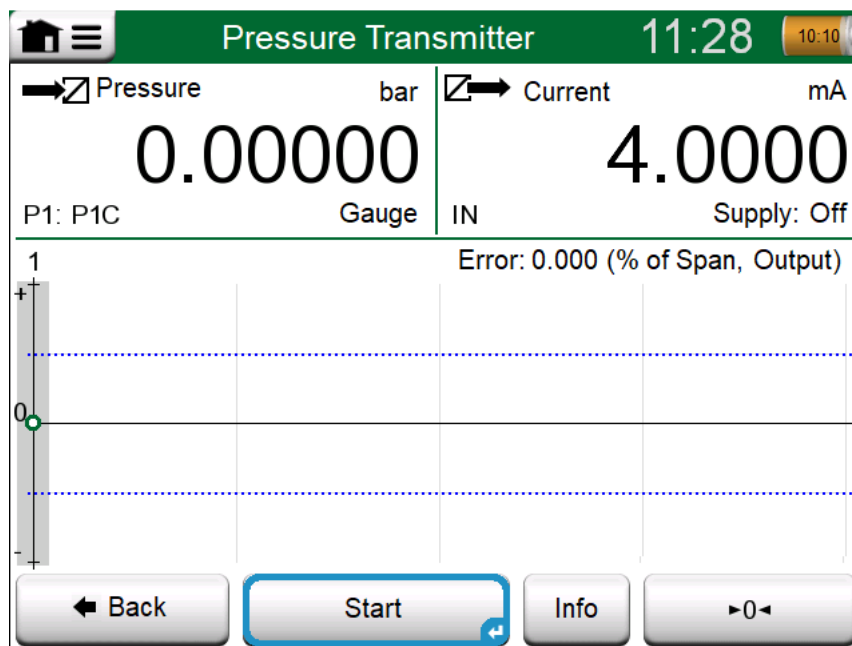 Pressure Transmitter 11:28 10:10
Pressure bar
0.00000
P1: P1C Gauge
Current mA
4.0000
IN Supply: Off
1 Error: 0.000 (% of Span, Output)
+
0
-
Back Start Info ►0◄